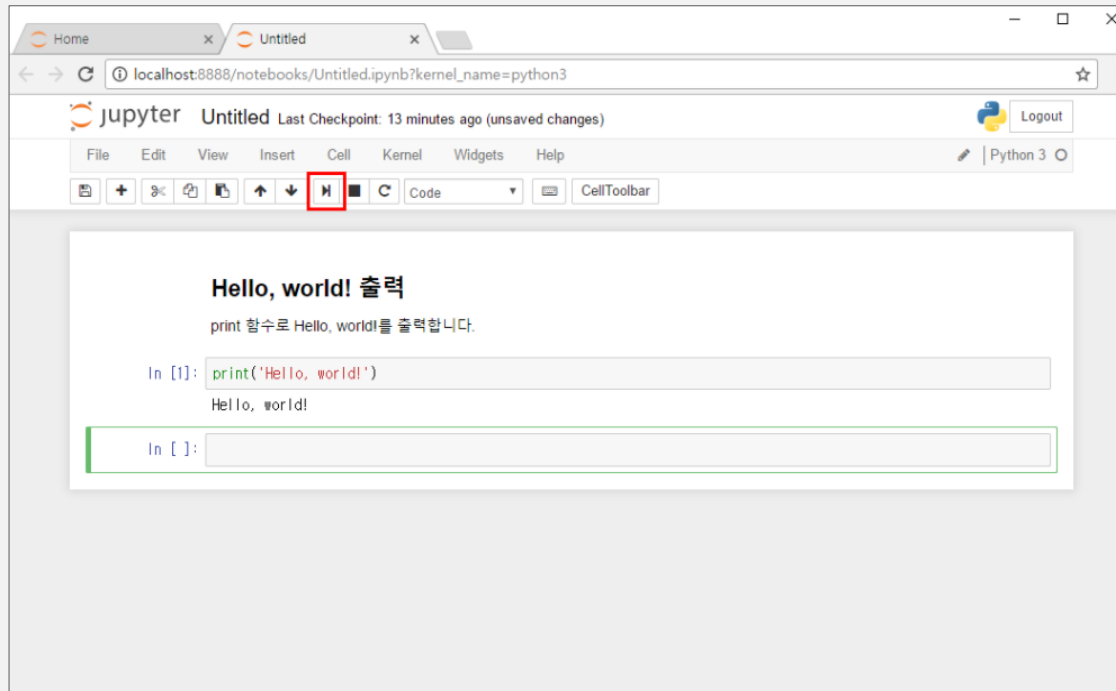 Home
Untitled
localhost:8888/notebooks/Untitled.ipynb?kernel_name=python3
jupyter Untitled Last Checkpoint: 13 minutes ago (unsaved changes) Logout
File Edit View Insert Cell Kernel Widgets Help Python 3
Code CellToolbar
Hello, world! 출력
print 함수로 Hello, world!를 출력합니다.
In [1]: print('Hello, world!')
Hello, world!
In [ ]: